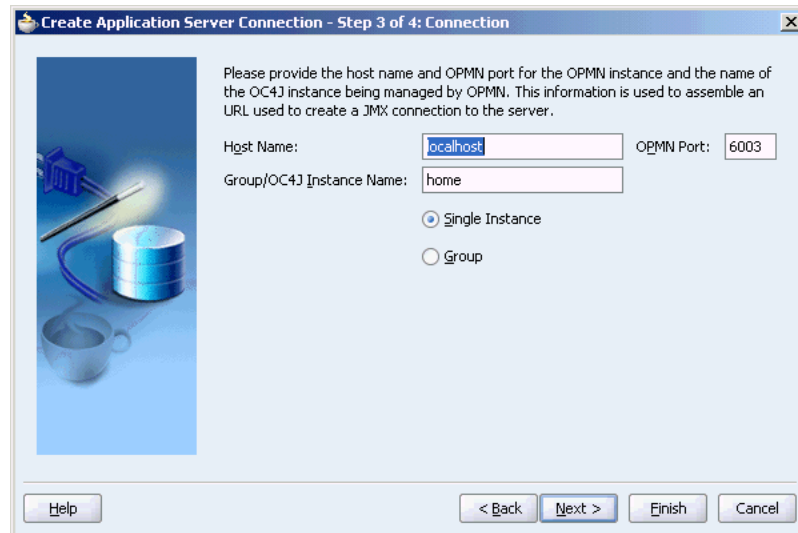 Create Application Server Connection - Step 3 of 4: Connection
Please provide the host name and OPMN port for the OPMN instance and the name of
the OC4J instance being managed by OPMN. This information is used to assemble an
URL used to create a JMX connection to the server.
Host Name: localhost OPMN Port: 6003
Group/OC4J Instance Name: home
Single Instance
Group
Help < Back Next > Finish Cancel